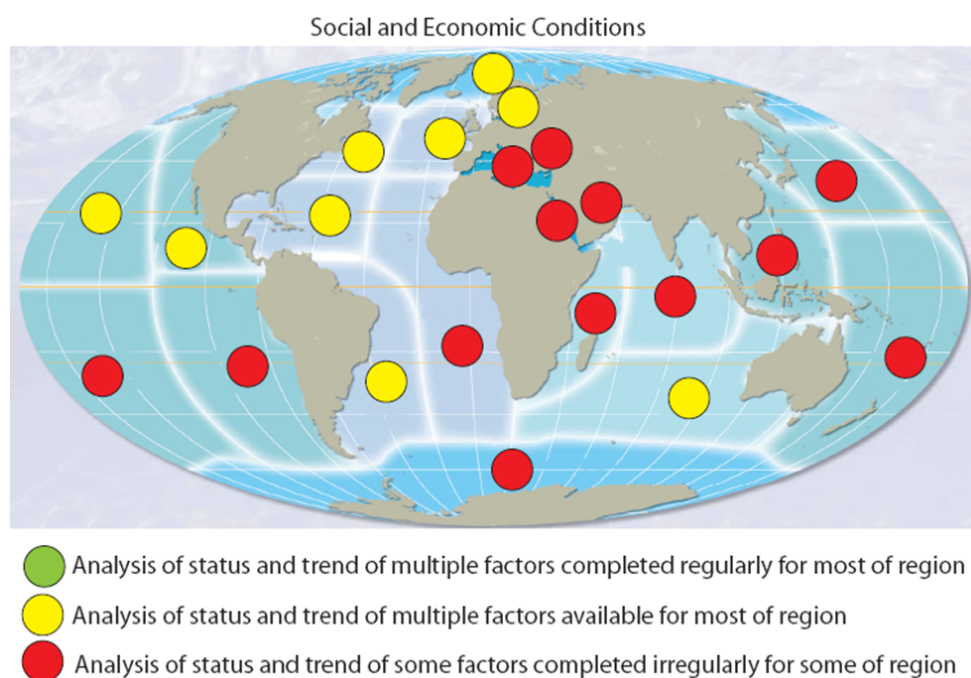 Social and Economic Conditions
Analysis of status and trend of multiple factors completed regularly for most of region
Analysis of status and trend of multiple factors available for most of region
Analysis of status and trend of some factors completed irregularly for some of region